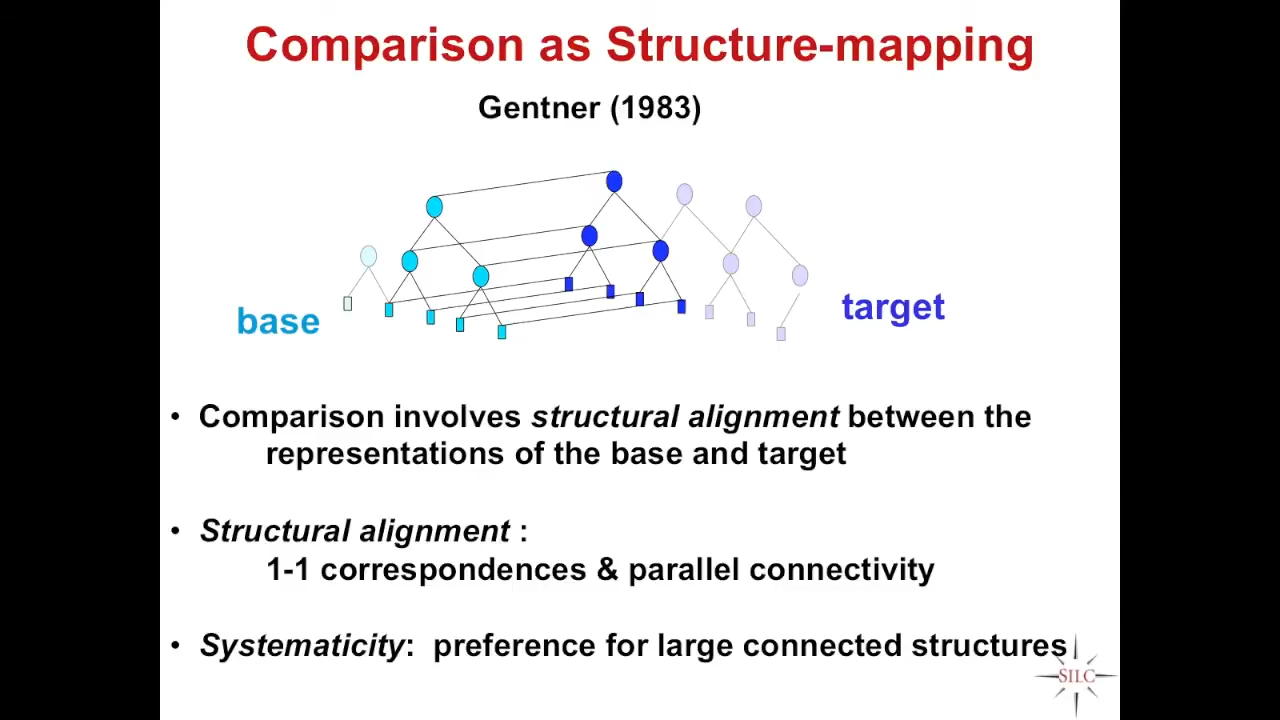 Comparison as Structure-mapping
Gentner (1983)
base
target
• Comparison involves structural alignment between the
representations of the base and target
• Structural alignment :
1-1 correspondences & parallel connectivity
• Systematicity: preference for large connected structures
SILC